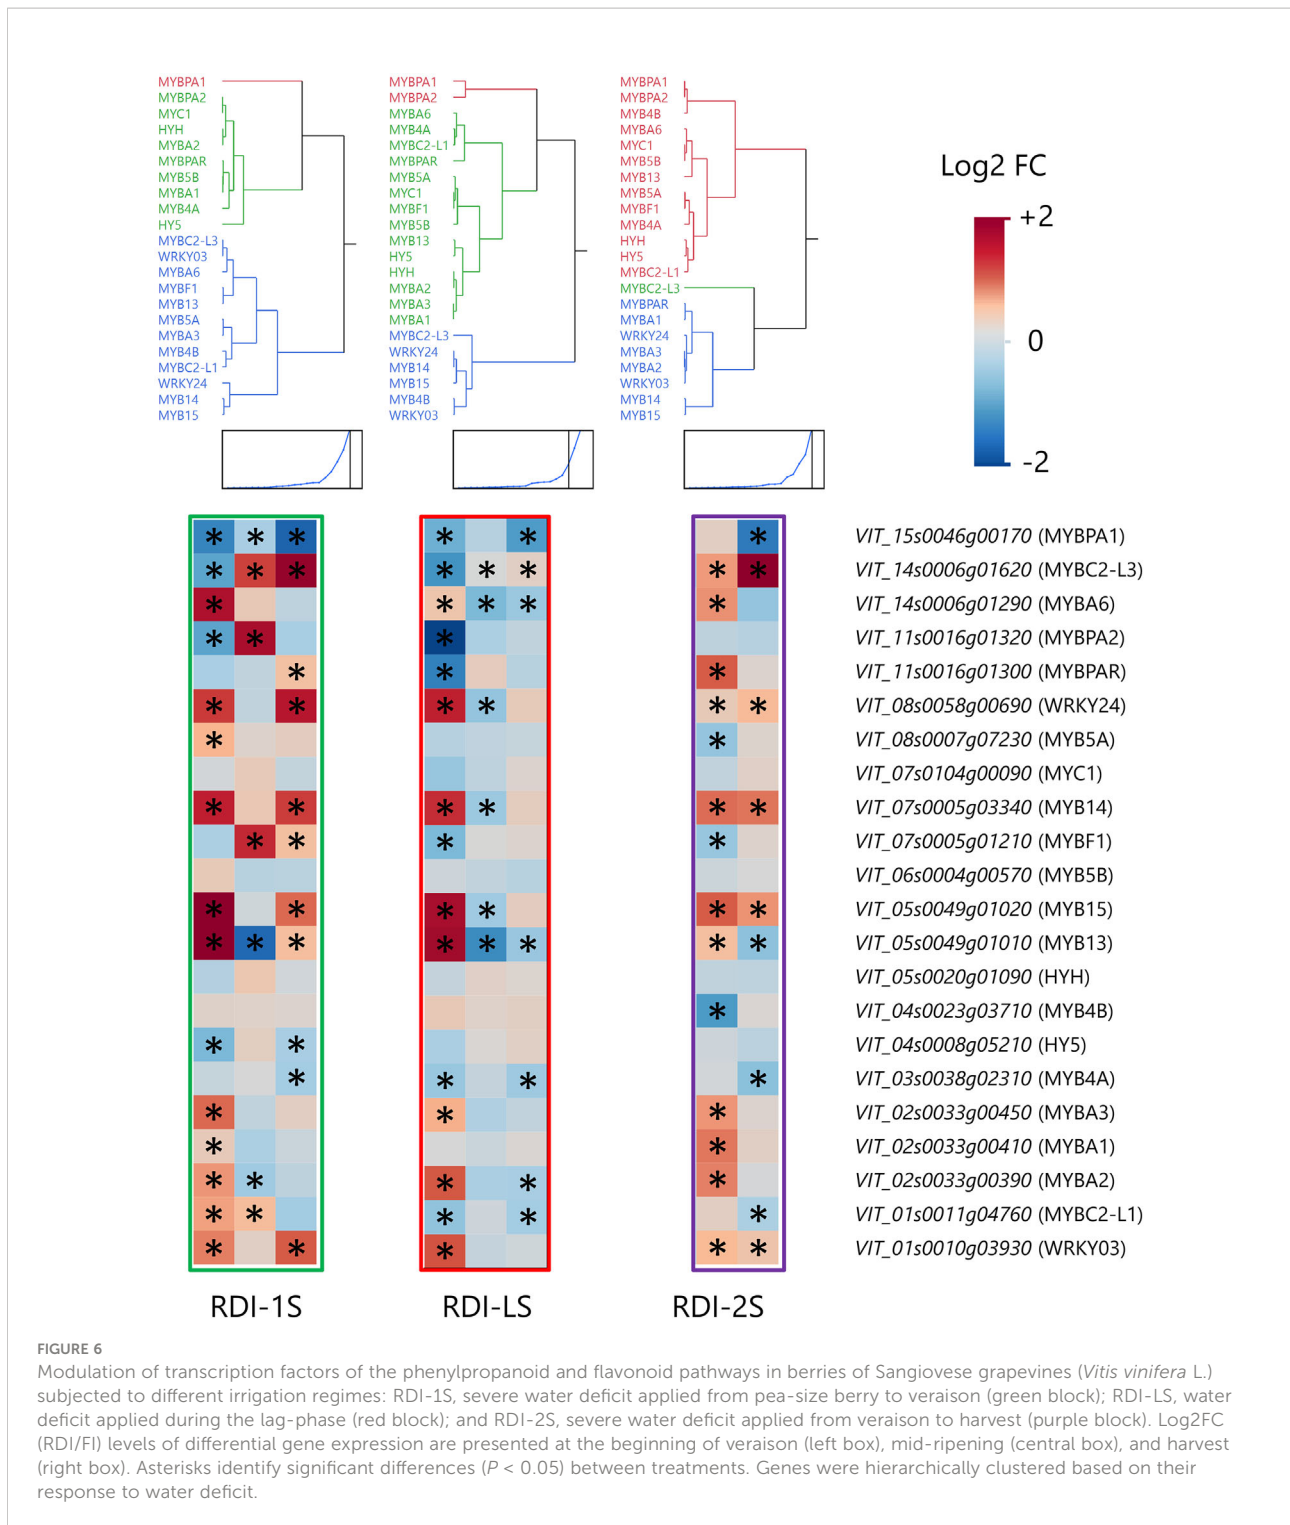 MYBPA1
MYBPA2
MYC1
HYH
MYBA2
MYBPAR
MYB5B
MYBA1
MYB4A
HY5
MYBC2-L3
WRKY03
MYBA6
MYBF1
MYB13
MYB5A
MYBA3
MYB4B
MYBC2-L1
WRKY24
MYB14
MYB15
MYBPA1
MYBPA2
MYBA6
MYB4A
MYBC2-L1
MYBPAR
MYB5A
MYC1
MYBF1
MYB5B
MYB13
HY5
HYH
MYBA2
MYBA3
MYBA1
MYBC2-L3
WRKY24
MYB14
MYB15
MYB4B
WRKY03
MYBPA1
MYBPA2
MYB4B
MYBA6
MYC1
MYB5B
MYB13
MYB5A
MYBF1
MYB4A
HYH
HY5
MYBC2-L1
MYBC2-L3
MYBPAR
MYBA1
WRKY24
MYBA3
MYBA2
WRKY03
MYB14
MYB15
Log2 FC
+2
0
-2
* * * * * * VIT_15s0046g00170 (MYBPA1)
* * * * * * * * VIT_14s0006g01620 (MYBC2-L3)
* * * * * VIT_14s0006g01290 (MYBA6)
* * * VIT_11s0016g01320 (MYBPA2)
* * * VIT_11s0016g01300 (MYBPAR)
* * * * * * VIT_08s0058g00690 (WRKY24)
* * VIT_08s0007g07230 (MYB5A)
VIT_07s0104g00090 (MYC1)
* * * * * * VIT_07s0005g03340 (MYB14)
* * * * VIT_07s0005g01210 (MYBF1)
VIT_06s0004g00570 (MYB5B)
* * * * * * VIT_05s0049g01020 (MYB15)
* * * * * * * * VIT_05s0049g01010 (MYB13)
VIT_05s0020g01090 (HYH)
* VIT_04s0023g03710 (MYB4B)
* * VIT_04s0008g05210 (HY5)
* * * * VIT_03s0038g02310 (MYB4A)
* * * VIT_02s0033g00450 (MYBA3)
* * VIT_02s0033g00410 (MYBA1)
* * * * * VIT_02s0033g00390 (MYBA2)
* * * * * VIT_01s0011g04760 (MYBC2-L1)
* * * * * VIT_01s0010g03930 (WRKY03)
RDI-1S RDI-LS RDI-2S
FIGURE 6
Modulation of transcription factors of the phenylpropanoid and flavonoid pathways in berries of Sangiovese grapevines (Vitis vinifera L.)
subjected to different irrigation regimes: RDI-1S, severe water deficit applied from pea-size berry to veraison (green block); RDI-LS, water
deficit applied during the lag-phase (red block); and RDI-2S, severe water deficit applied from veraison to harvest (purple block). Log2FC
(RDI/FI) levels of differential gene expression are presented at the beginning of veraison (left box), mid-ripening (central box), and harvest
(right box). Asterisks identify significant differences (P < 0.05) between treatments. Genes were hierarchically clustered based on their
response to water deficit.